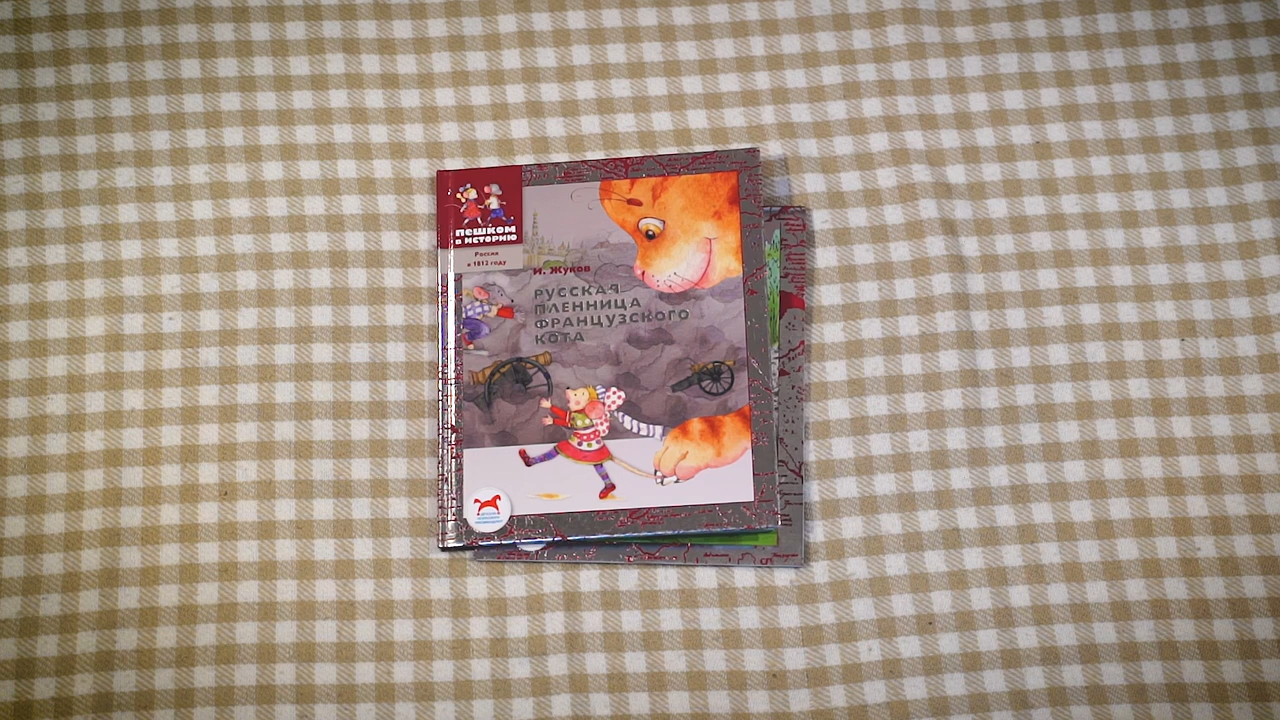 пешком
в историю
Россия
в 1812 году
И. Жуков
РУССКАЯ
ПЛЕННИЦА
ФРАНЦУЗСКОГО
КОТА